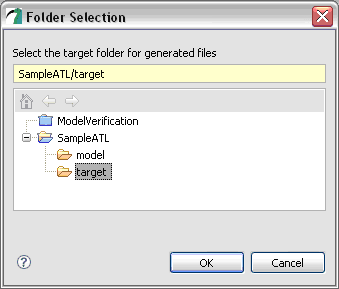 Folder Selection
Select the target folder for generated files
SampleATL/target
ModelVerification
SampleATL
model
target
?
OK
Cancel